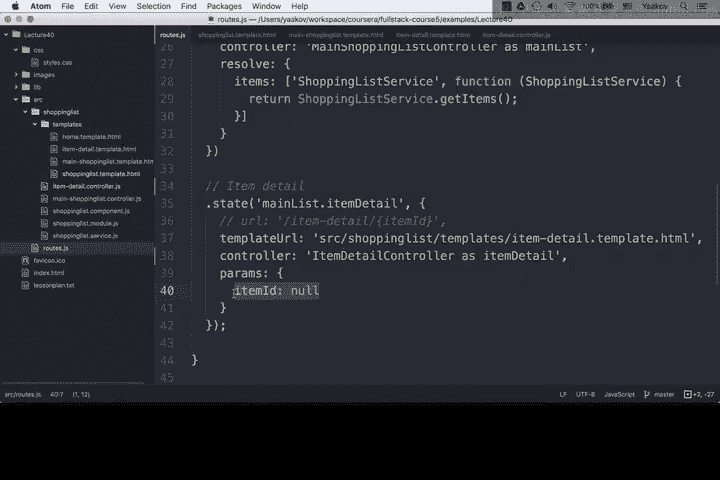 Atom File Edit View Selection Find Packages Window Help 100% Yaakov
routes.js — /Users/yaakov/workspace/coursera/fullstack-course5/examples/Lecture40
Lecture40
css
styles.css
images
lib
src
shoppinglist
templates
home.template.html
item-detail.template.html
main-shoppinglist.template.htm
shoppinglist.template.html
item-detail.controller.js
main-shoppinglist.controller.js
shoppinglist.component.js
shoppinglist.module.js
shoppinglist.service.js
routes.js
favicon.ico
index.html
lessonplan.txt
routes.js shoppinglist.template.html main-shoppinglist.template.html item-detail.template.html item-detail.controller.js
26 controller: 'MainShoppingListController as mainList',
27 resolve: {
28 items: ['ShoppingListService', function (ShoppingListService) {
29 return ShoppingListService.getItems();
30 }]
31 }
32 })
33
34 // Item detail
35 .state('mainList.itemDetail', {
36 // url: '/item-detail/{itemId}',
37 templateUrl: 'src/shoppinglist/templates/item-detail.template.html',
38 controller: 'ItemDetailController as itemDetail',
39 params: {
40 itemId: null
41 }
42 });
43
44 }
45
src/routes.js 40:7 (1, 12) LF UTF-8 JavaScript master +2, -27